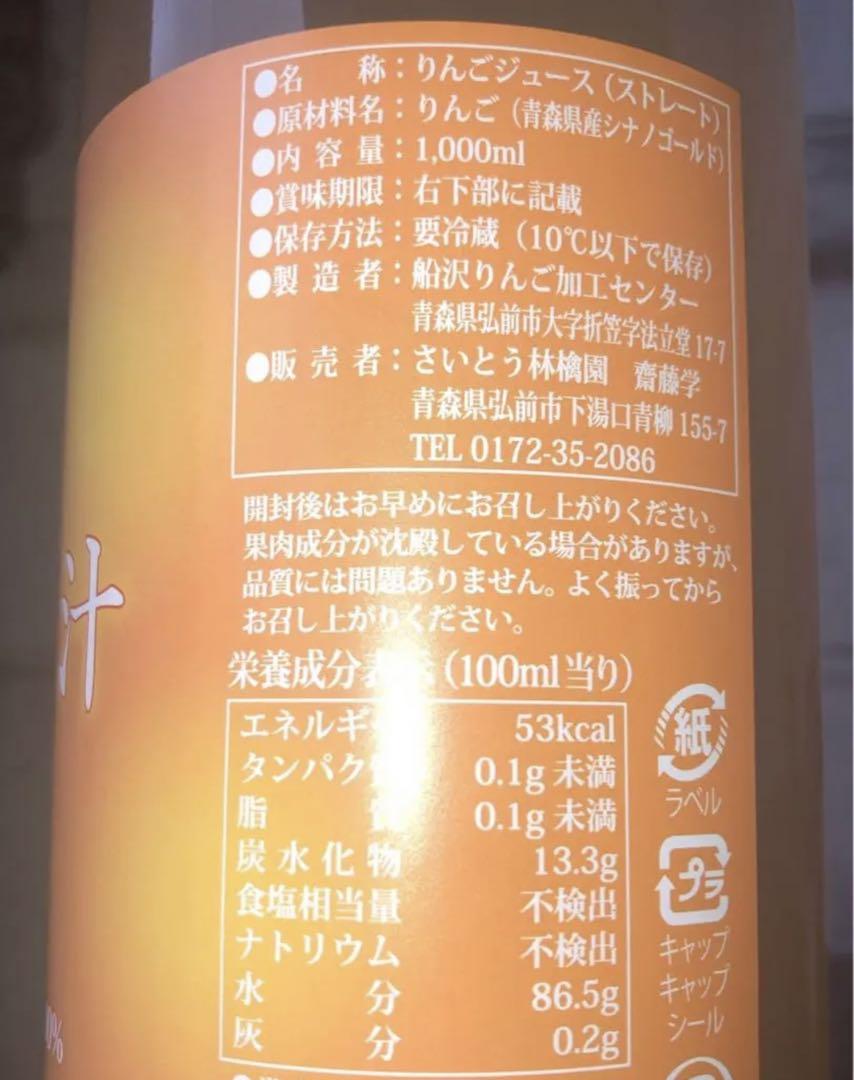 ●名 称：りんごジュース（ストレート）
●原材料名：りんご（青森県産シナノゴールド）
●内容量：1,000ml
●賞味期限：右下部に記載
●保存方法：要冷蔵（10℃以下で保存）
●製造者：船沢りんご加工センター
青森県弘前市大字折笠字法立堂 17-7
●販売者：さいとう林檎園 齋藤学
青森県弘前市下湯口青柳 155-7
TEL 0172-35-2086
開封後はお早めにお召し上がりください。
果肉成分が沈殿している場合がありますが、
品質には問題ありません。よく振ってから
お召し上がりください。
汁
栄養成分（100ml当り）
エネルギ 53kcal
タンパク 0.1g 未満
脂 0.1g 未満
炭水化物 13.3g
食塩相当量 不検出
ナトリウム 不検出
水分 86.5g
灰分 0.2g
紙
ラベル
プラ
キャップ
キャップ
シール